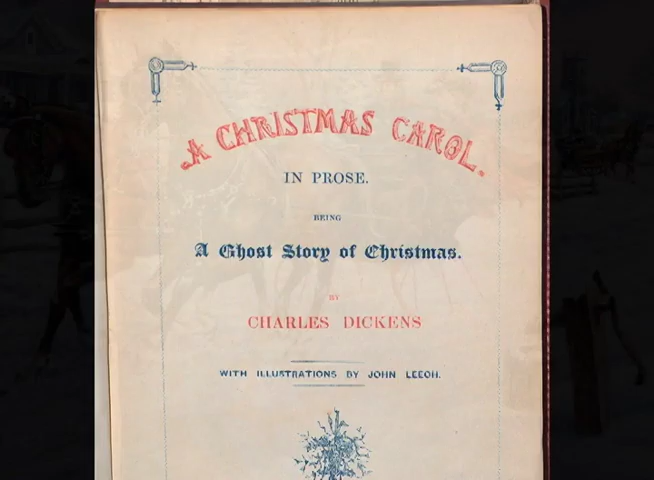 A CHRISTMAS CAROL.
IN PROSE.
BEING
A Ghost Story of Christmas.
BY
CHARLES DICKENS
WITH ILLUSTRATIONS BY JOHN LEECH.